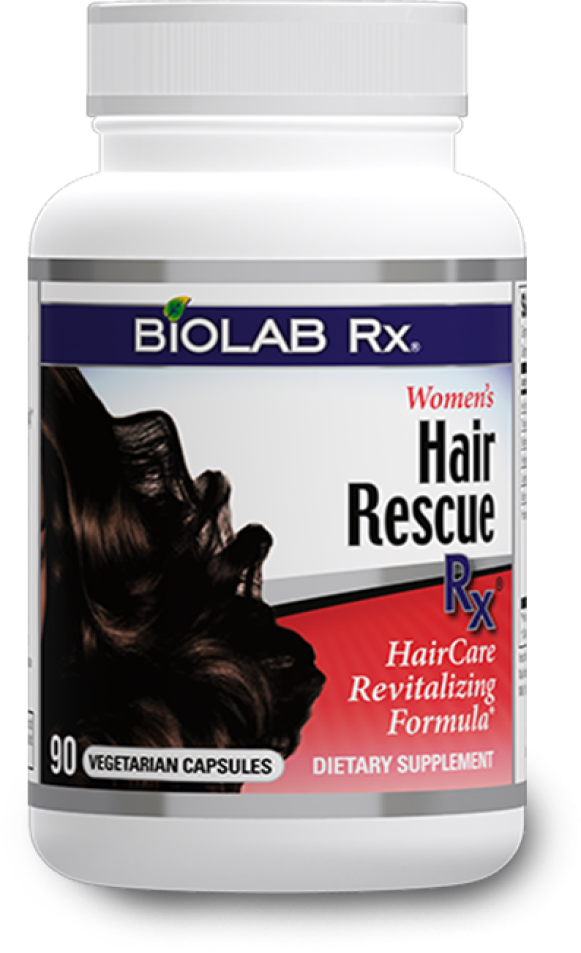 BIOLAB Rx®
Women's
Hair
Rescue
Rx®
HairCare
Revitalizing
Formula*
90 VEGETARIAN CAPSULES
DIETARY SUPPLEMENT